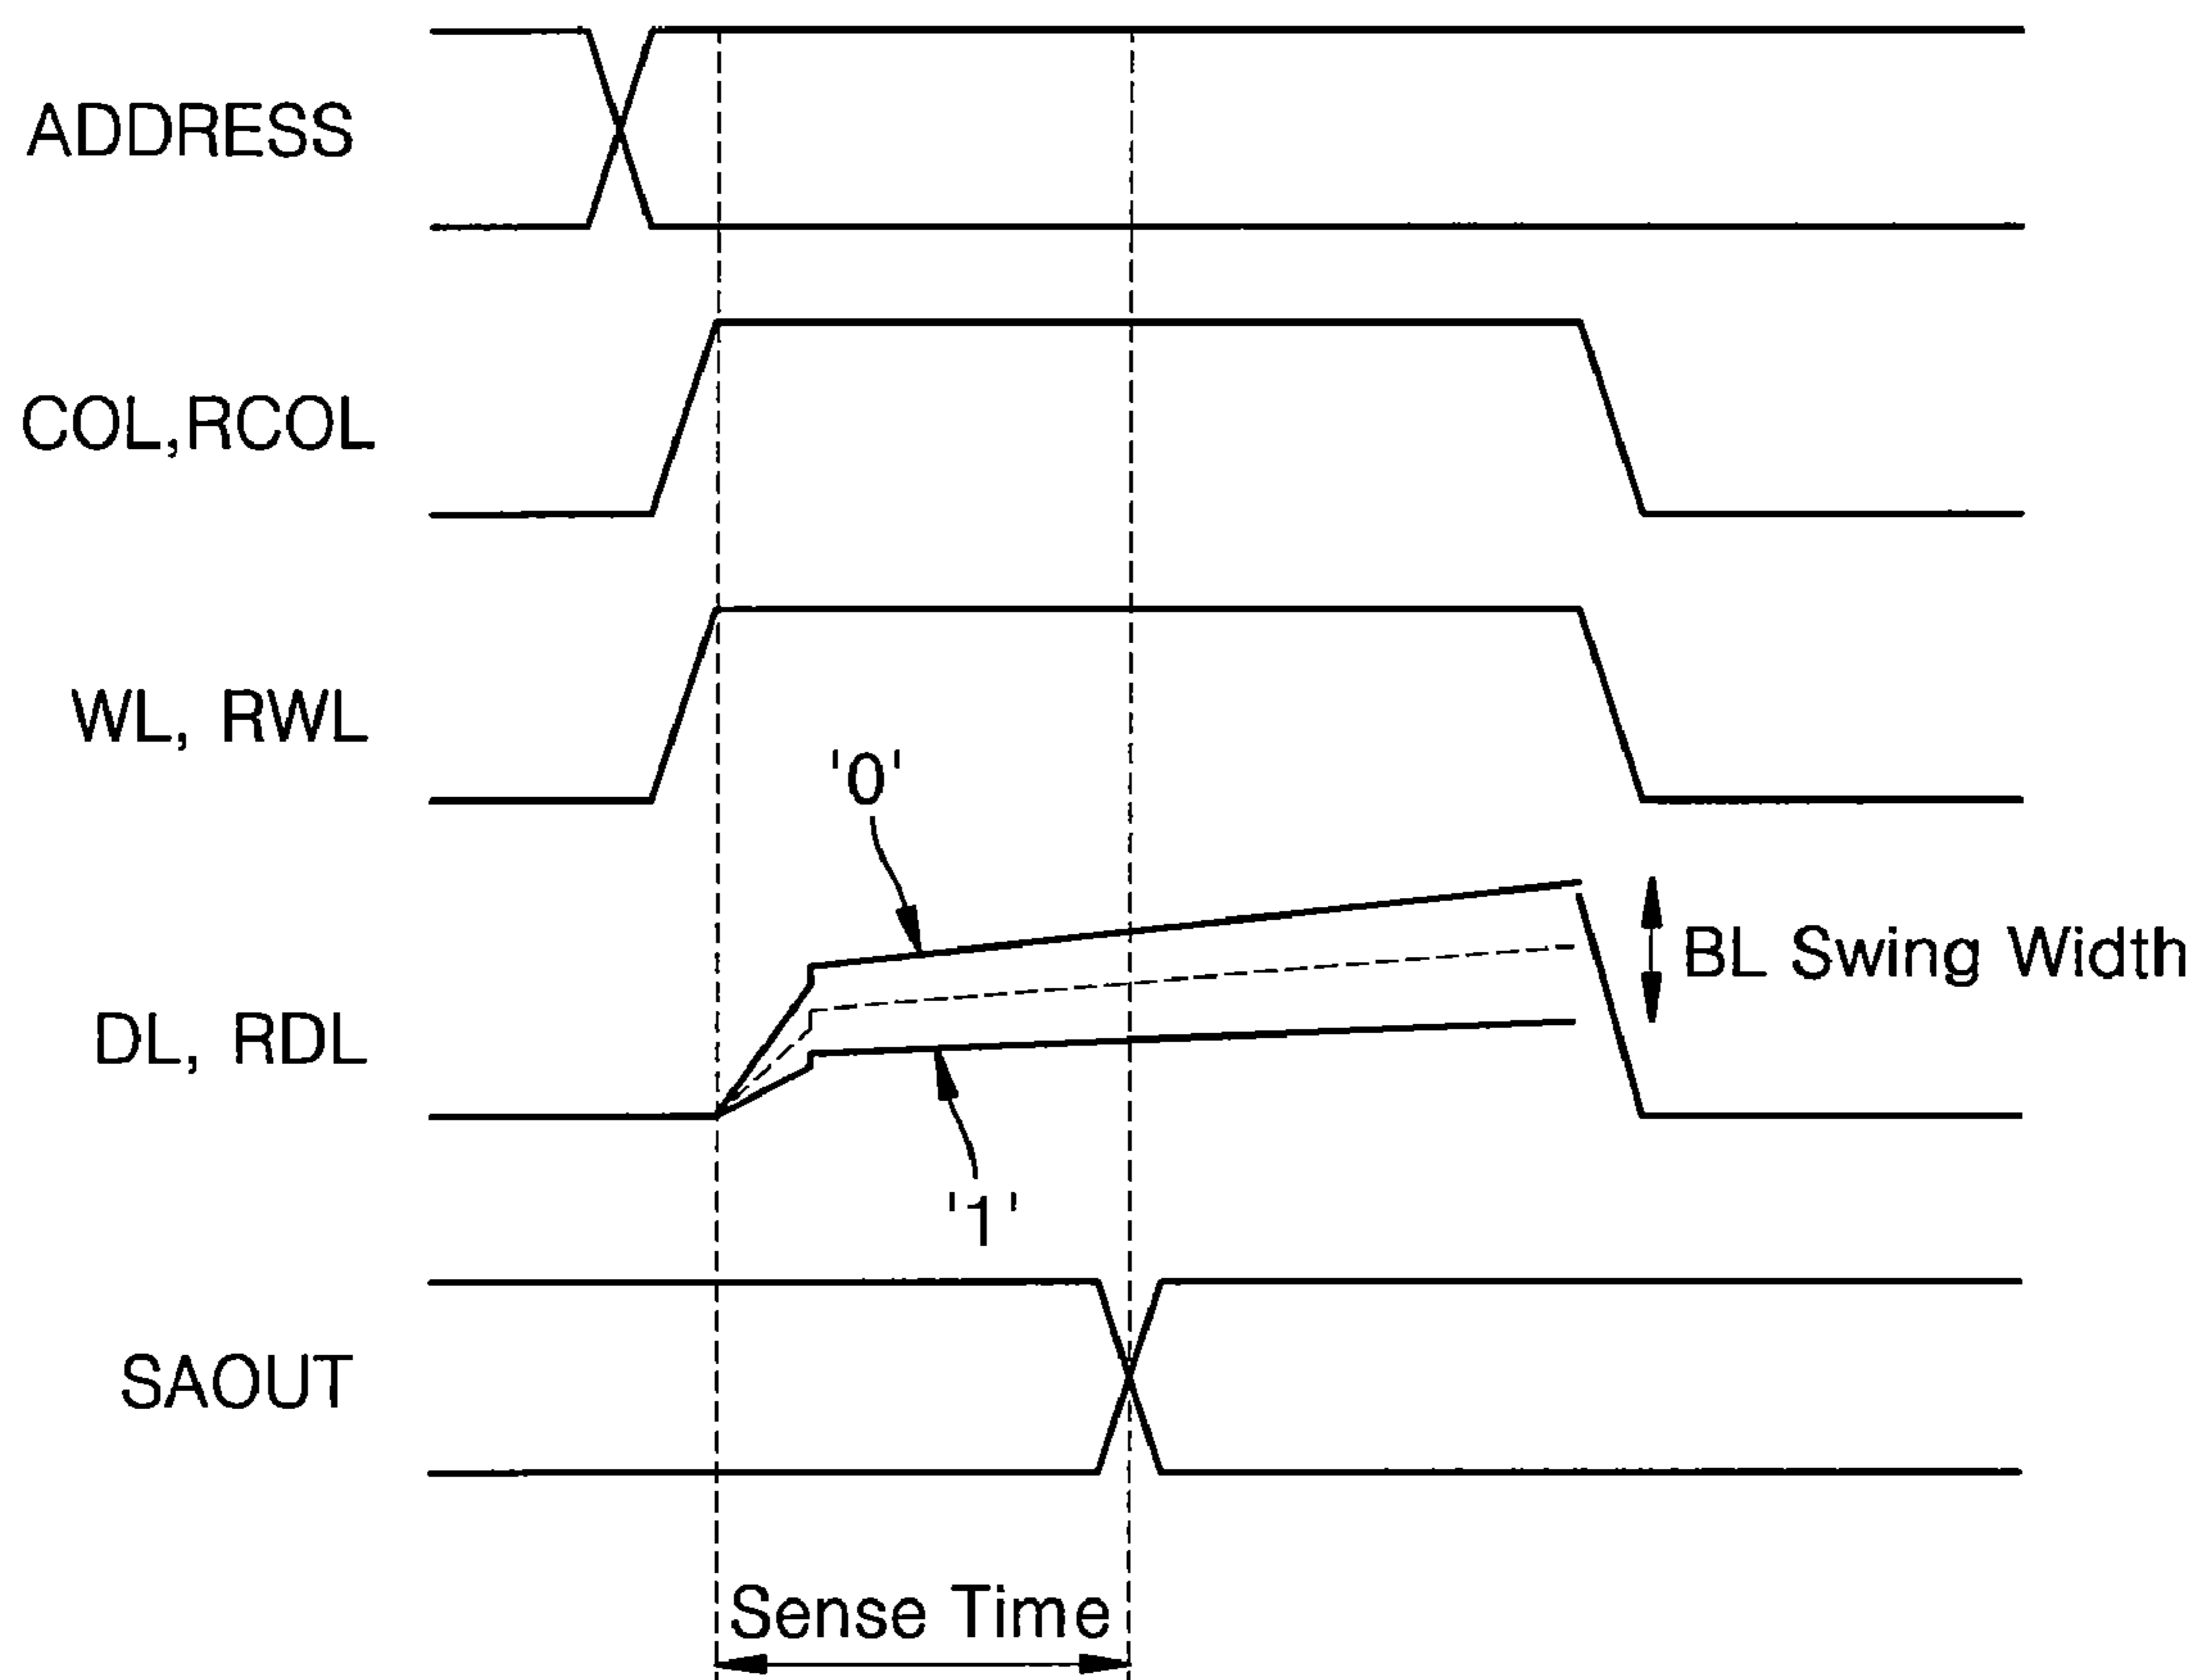 ADDRESS
COL,RCOL
WL, RWL
'0'
BL Swing Width
DL, RDL
'1'
SAOUT
Sense Time